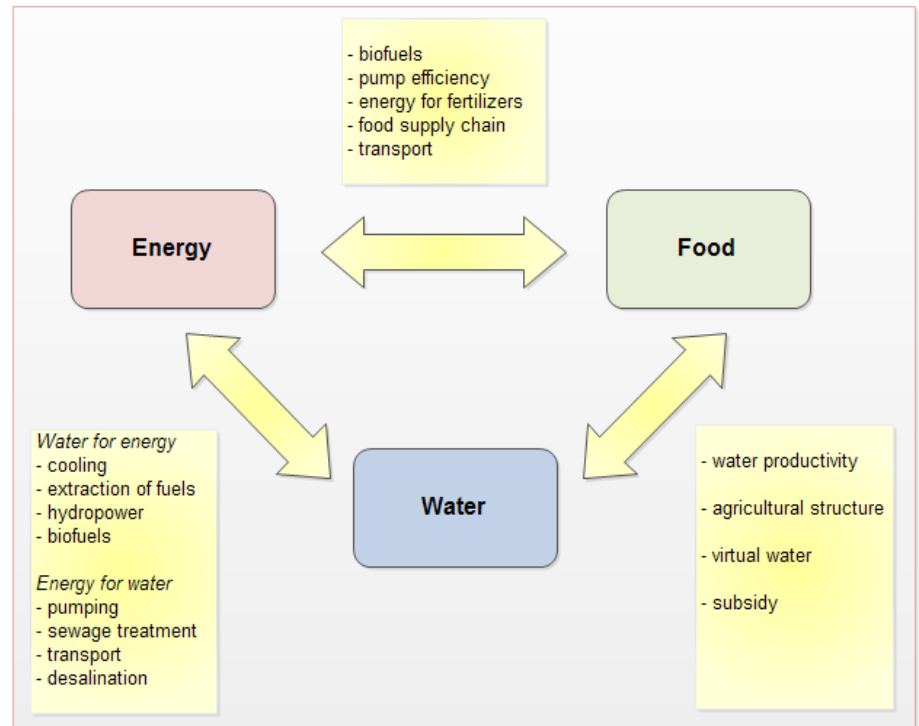 - biofuels
- pump efficiency
- energy for fertilizers
- food supply chain
- transport
Energy
Food
Water for energy
- cooling
- extraction of fuels
- hydropower
- biofuels
Energy for water
- pumping
- sewage treatment
- transport
- desalination
Water
- water productivity
- agricultural structure
- virtual water
- subsidy